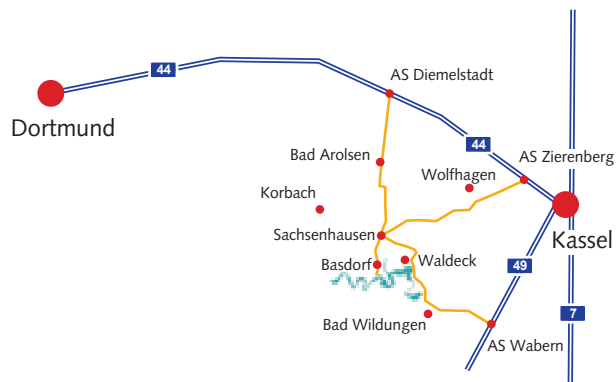 44
AS Diemelstadt
Dortmund
44
AS Zierenberg
Bad Arolsen
Wolfhagen
Korbach
Sachsenhausen
Kassel
Basdorf
Waldeck
49
7
Bad Wildungen
AS Wabern